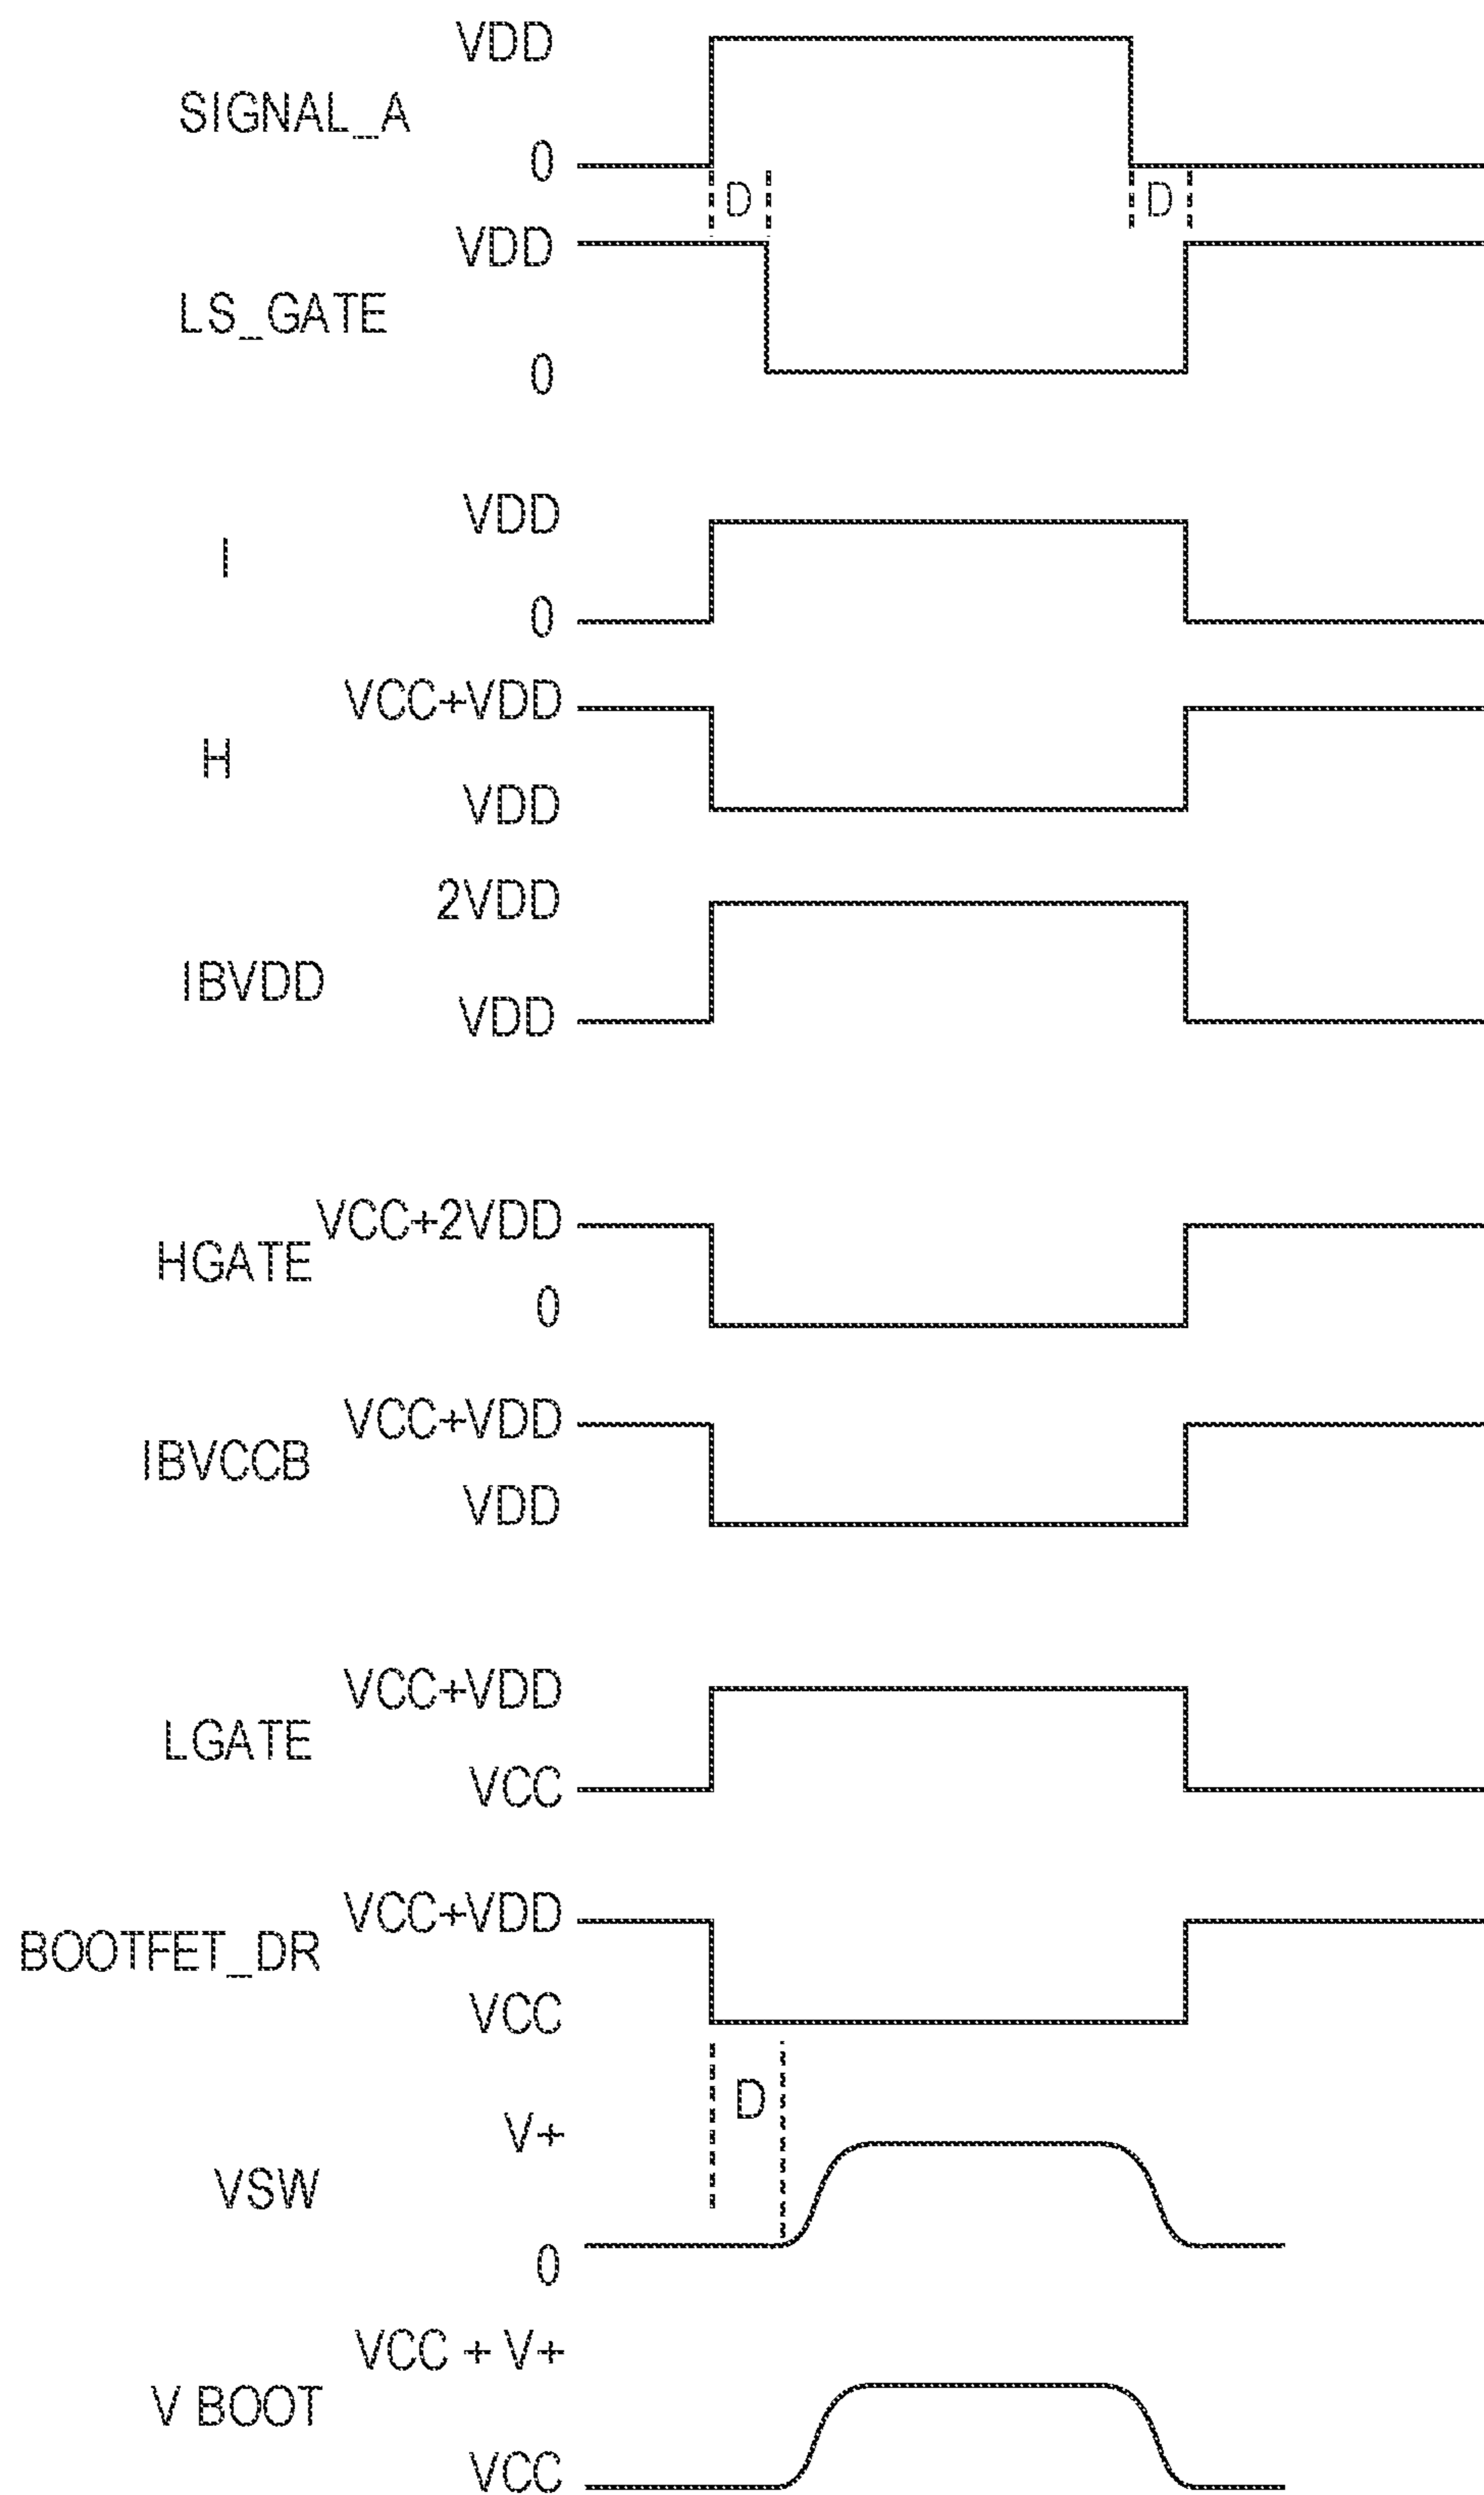 VDD
SIGNAL_A
0
D
D
VDD
LS_GATE
0
VDD
I
0
VCC+VDD
H
VDD
2VDD
IBVDD
VDD
VCC+2VDD
HGATE
0
VCC+VDD
IBVCCB
VDD
VCC+VDD
LGATE
VCC
VCC+VDD
BOOTFET_DR
VCC
D
V+
VSW
0
VCC + V+
V BOOT
VCC